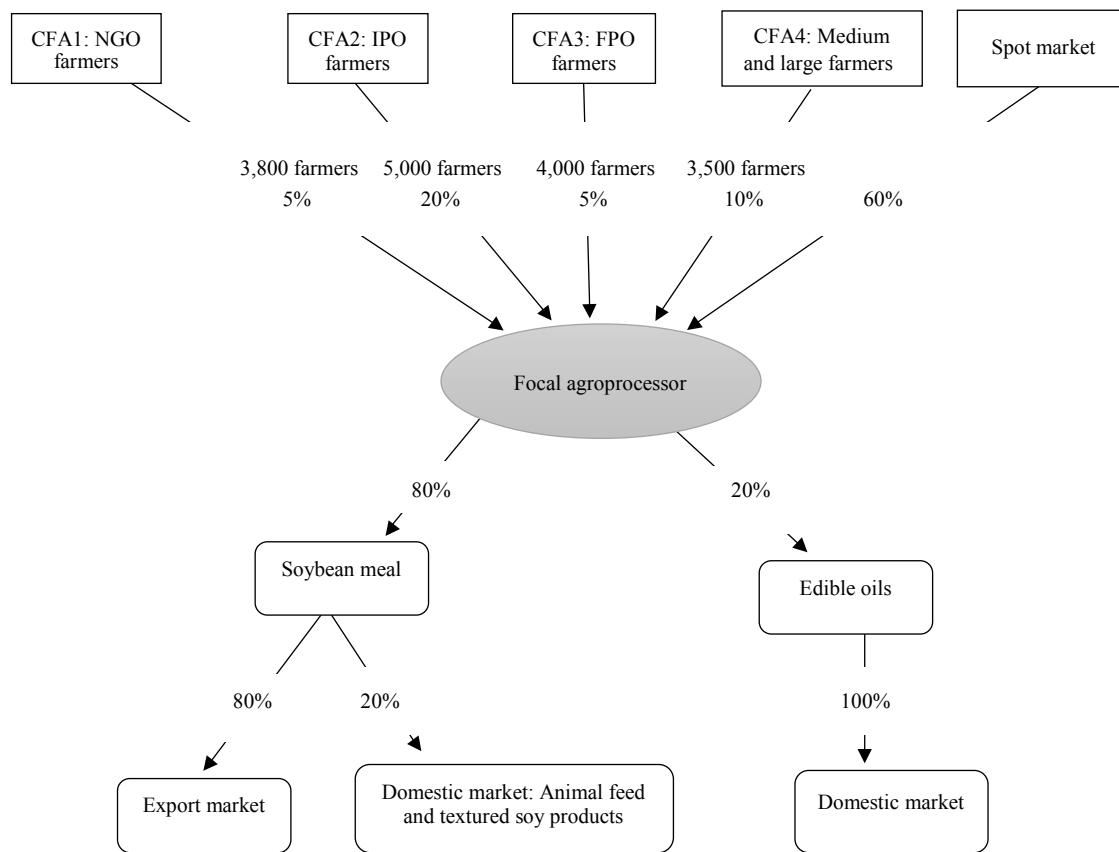 CFA1: NGO
farmers
CFA2: IPO
farmers
CFA3: FPO
farmers
CFA4: Medium
and large farmers
Spot market
3,800 farmers
5%
5,000 farmers
20%
4,000 farmers
5%
3,500 farmers
10%
60%
Focal agroprocessor
80%
20%
Soybean meal
Edible oils
80%
20%
100%
Export market
Domestic market: Animal feed
and textured soy products
Domestic market